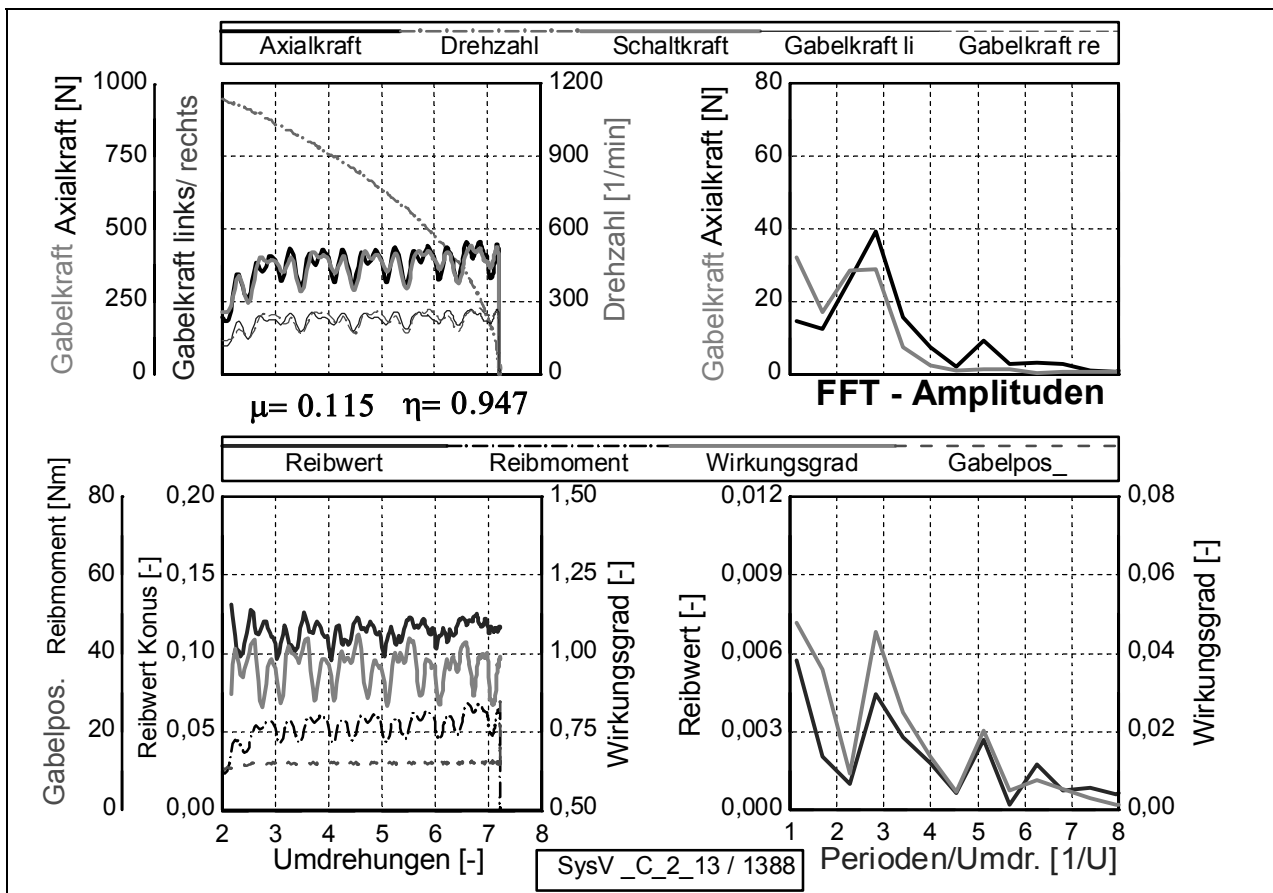 Axialkraft Drehzahl Schaltkraft Gabelkraft li Gabelkraft re
Gabelkraft Axialkraft [N]
1000
750
500
250
0
Gabelkraft links/ rechts
1200
900
600
300
0
Drehzahl [1/min]
μ= 0.115 η= 0.947
Gabelkraft Axialkraft [N]
80
60
40
20
0
FFT - Amplituden
Reibwert Reibmoment Wirkungsgrad Gabelpos_
Gabelpos. Reibmoment [Nm]
80
60
40
20
0
Reibwert Konus [-]
0,20
0,15
0,10
0,05
0,00
1,50
1,25
1,00
0,75
0,50
Wirkungsgrad [-]
2 3 4 5 6 7 8
Umdrehungen [-]
Reibwert [-]
0,012
0,009
0,006
0,003
0,000
0,08
0,06
0,04
0,02
0,00
Wirkungsgrad [-]
1 2 3 4 5 6 7 8
Perioden/Umdr. [1/U]
SysV _C_2_13 / 1388